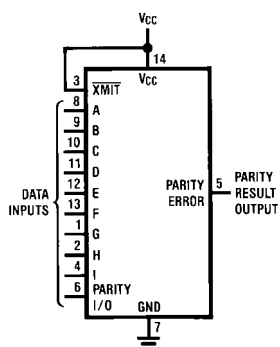 VCC
14
VCC
3
XMIT
8
A
9
B
10
C
11
D
12
E
13
F
1
G
2
H
4
I
6
PARITY
I/O
DATA
INPUTS
PARITY
ERROR
5
PARITY
RESULT
OUTPUT
GND
7